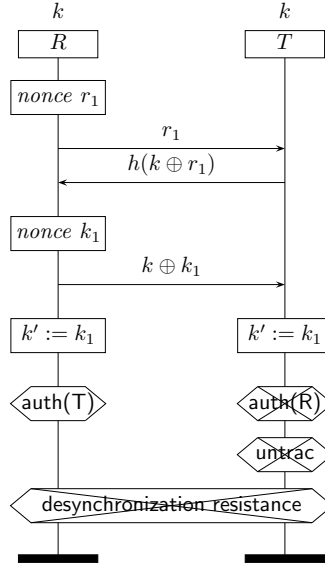 k k
R T
nonce r₁
r₁
h(k ⊕ r₁)
nonce k₁
k ⊕ k₁
k′ := k₁ k′ := k₁
auth(T) auth(R)
untrac
desynchronization resistance